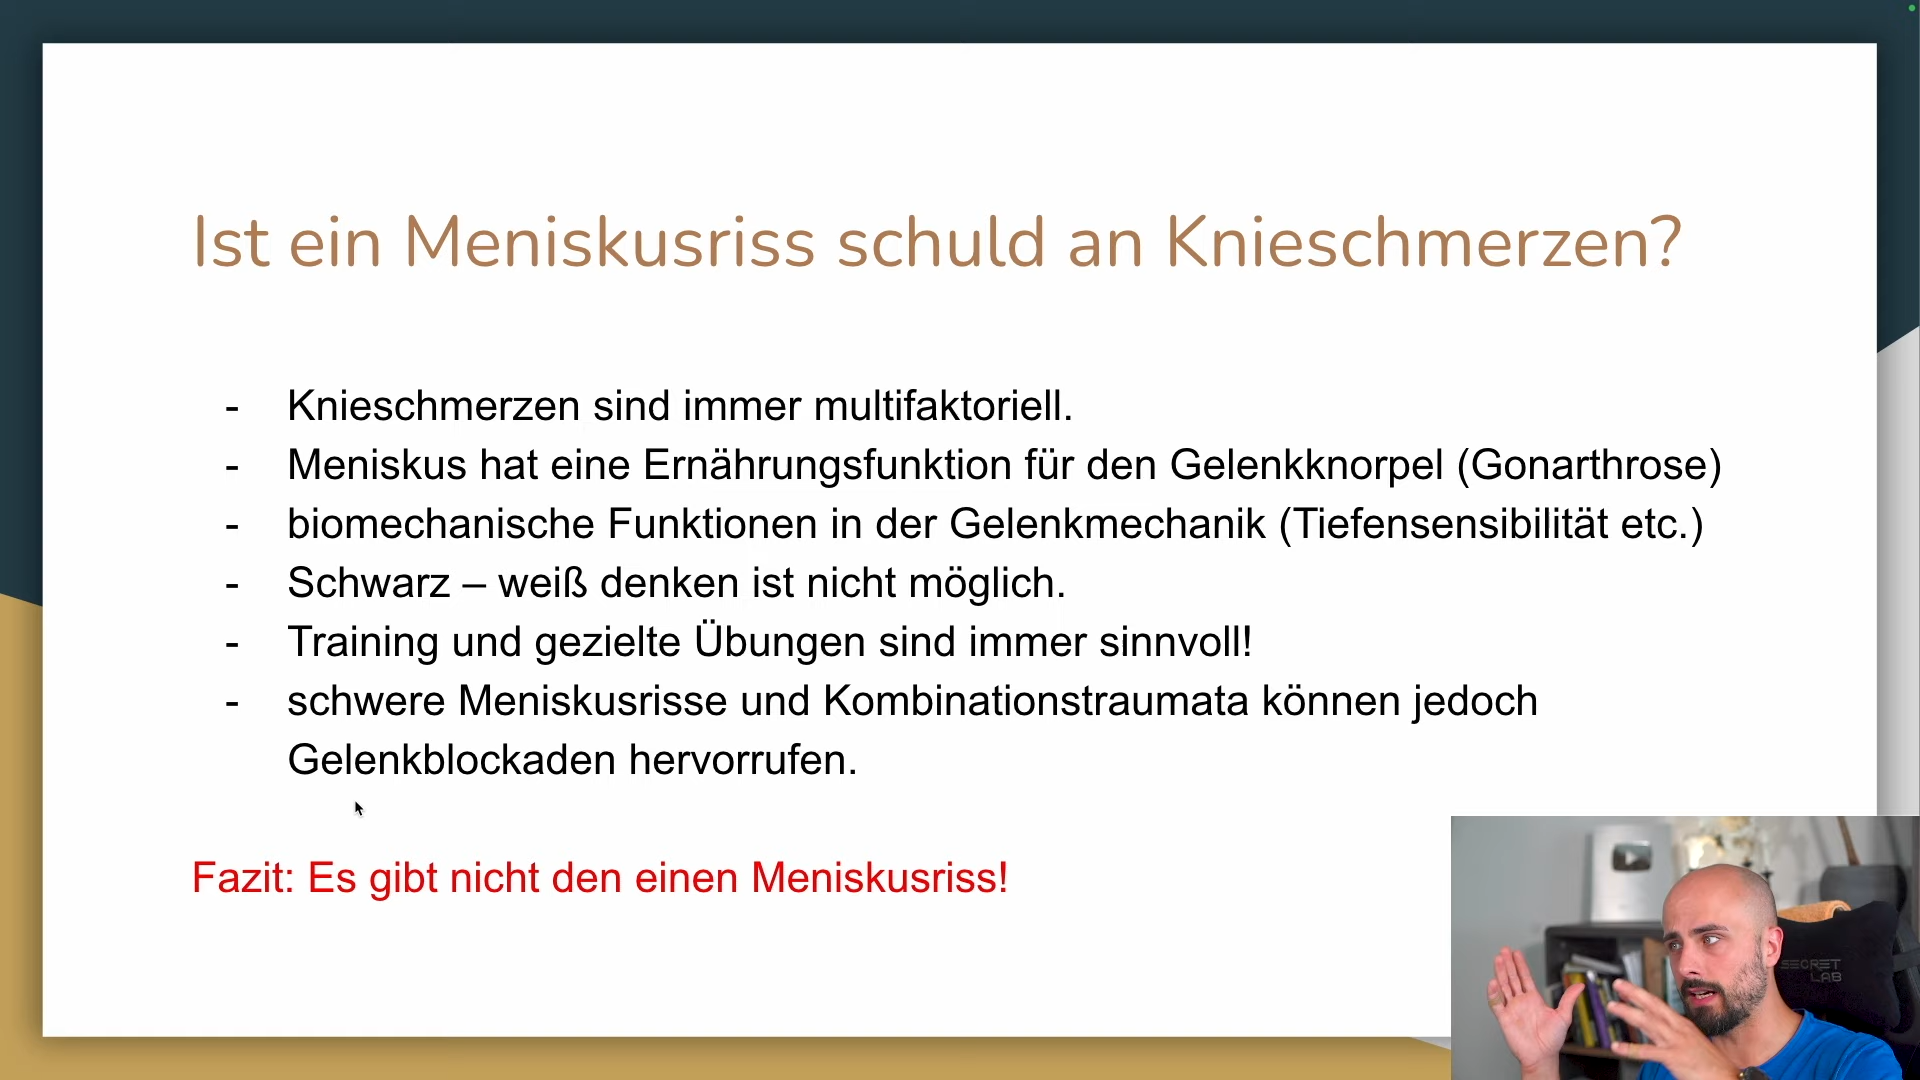 Ist ein Meniskusriss schuld an Knieschmerzen?
- Knieschmerzen sind immer multifaktoriell.
- Meniskus hat eine Ernährungsfunktion für den Gelenkknorpel (Gonarthrose)
- biomechanische Funktionen in der Gelenkmechanik (Tiefensensibilität etc.)
- Schwarz – weiß denken ist nicht möglich.
- Training und gezielte Übungen sind immer sinnvoll!
- schwere Meniskusrisse und Kombinationstraumata können jedoch
Gelenkblockaden hervorrufen.
Fazit: Es gibt nicht den einen Meniskusriss!
SECRET
LAB